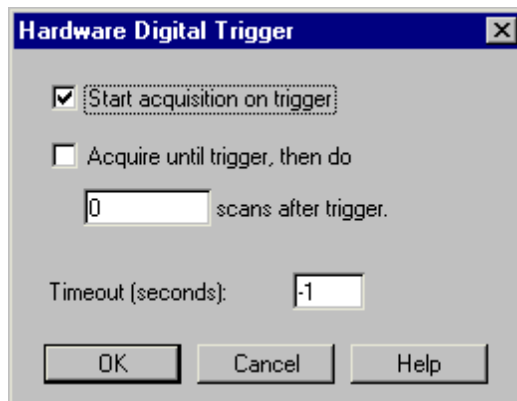 Hardware Digital Trigger
Start acquisition on trigger
Acquire until trigger, then do
0 scans after trigger.
Timeout (seconds): -1
OK Cancel Help